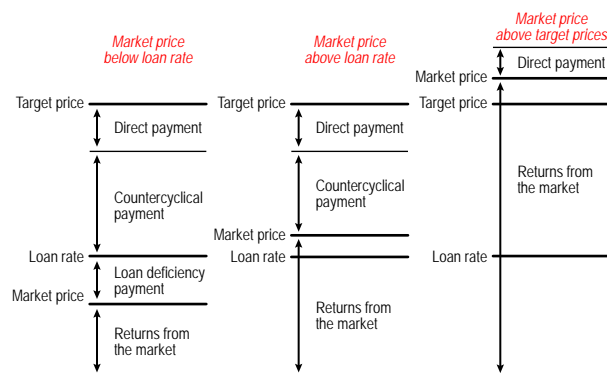 Market price
below loan rate
Target price
Direct payment
Countercyclical
payment
Loan rate
Loan deficiency
payment
Market price
Returns from
the market
Market price
above loan rate
Target price
Direct payment
Countercyclical
payment
Market price
Loan rate
Returns from
the market
Market price
above target prices
Direct payment
Market price
Target price
Returns from
the market
Loan rate